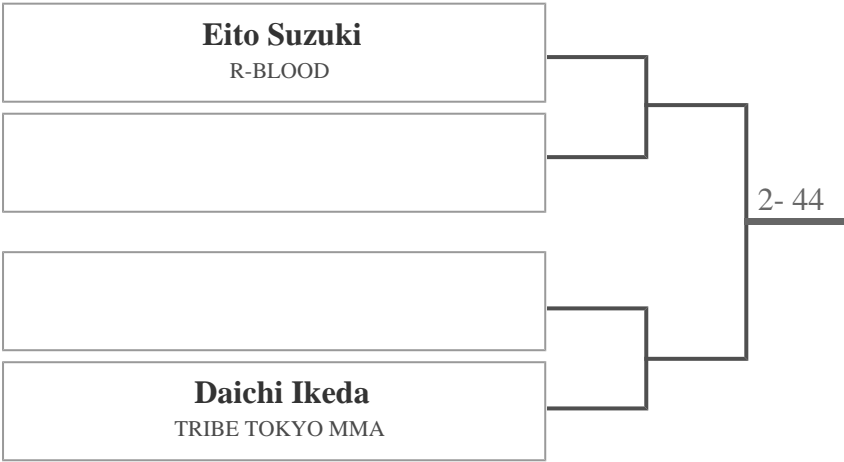 Eito Suzuki
R-BLOOD
2- 44
Daichi Ikeda
TRIBE TOKYO MMA